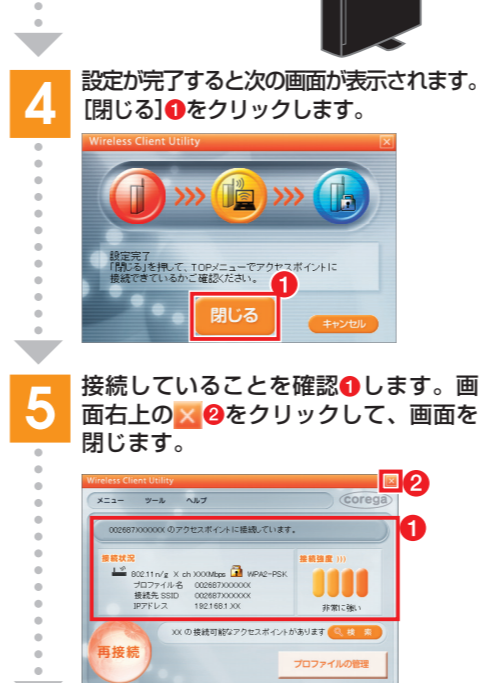 4
設定が完了すると次の画面が表示されます。
[閉じる]❶をクリックします。
Wireless Client Utility
設定完了
「閉じる」を押して、TOPメニューでアクセスポイントに
接続できているかご確認ください。
1
閉じる
キャンセル
5
接続していることを確認❶します。画
面右上の×❷をクリックして、画面を
閉じます。
Wireless Client Utility
2
メニュー ツール ヘルプ
corega
1
002687XXXXXX のアクセスポイントに接続しています。
接続状況
接続強度
802.11n/g X ch XXXMbps WPA2-PSK
プロファイル名 002687XXXXXX
接続先 SSID 002687XXXXXX
IPアドレス 192.168.1.XX
非常に強い
XX の接続可能なアクセスポイントがあります
検 索
再接続
プロファイルの管理